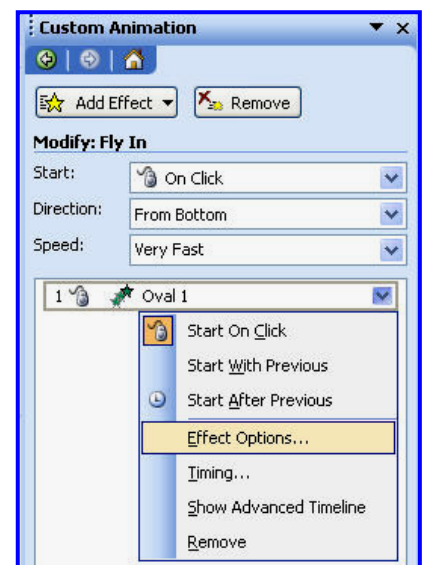 Custom Animation
Add Effect Remove
Modify: Fly In
Start: On Click
Direction: From Bottom
Speed: Very Fast
1 Oval 1
Start On Click
Start With Previous
Start After Previous
Effect Options...
Timing...
Show Advanced Timeline
Remove